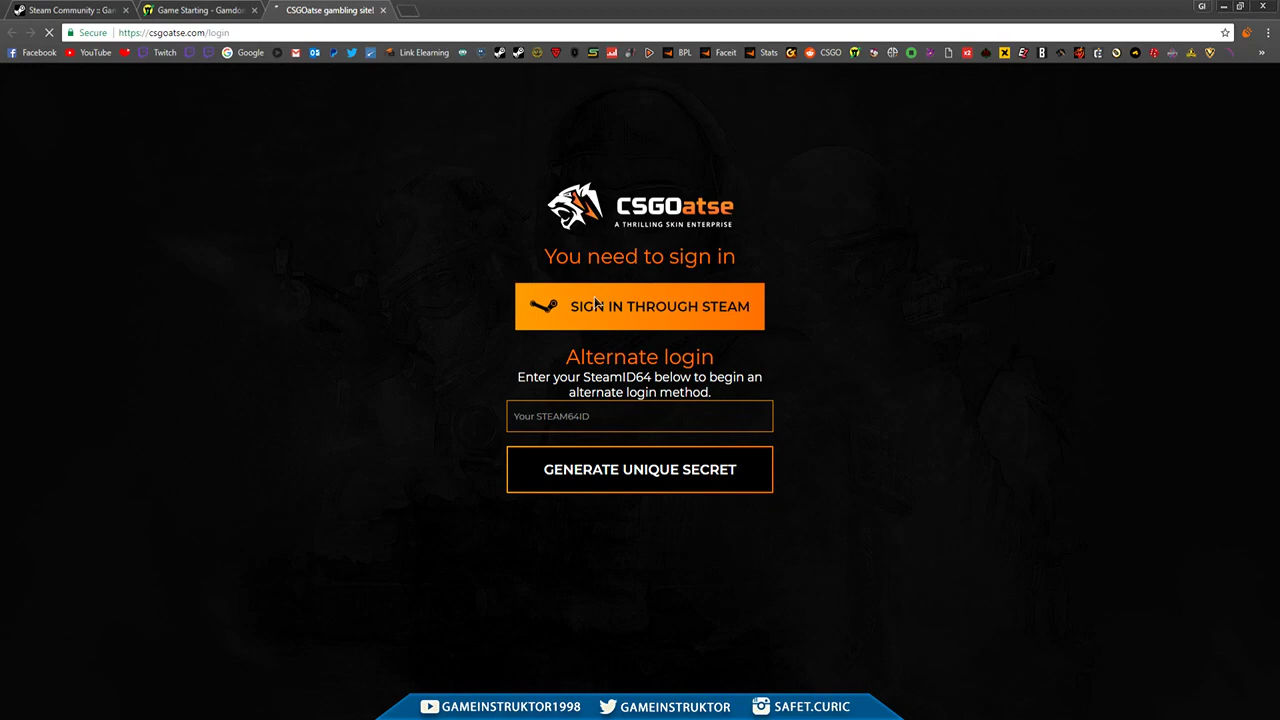 Steam Community :: Gam
Game Starting - Gamdom
CSGOatse gambling site!
GI
Secure
https://csgoatse.com/login
Facebook
YouTube
Twitch
Google
Link Elearning
BPL
Faceit
Stats
CSGO
CSGOatse
A THRILLING SKIN ENTERPRISE
You need to sign in
SIGN IN THROUGH STEAM
Alternate login
Enter your SteamID64 below to begin an
alternate login method.
Your STEAM64ID
GENERATE UNIQUE SECRET
GAMEINSTRUKTOR1998
GAMEINSTRUKTOR
SAFET.CURIC